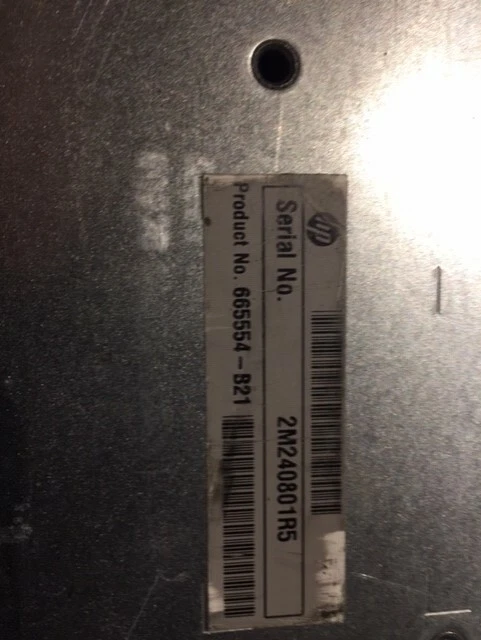 hp
Serial No. 2M240801R5
Product No. 665554-B21